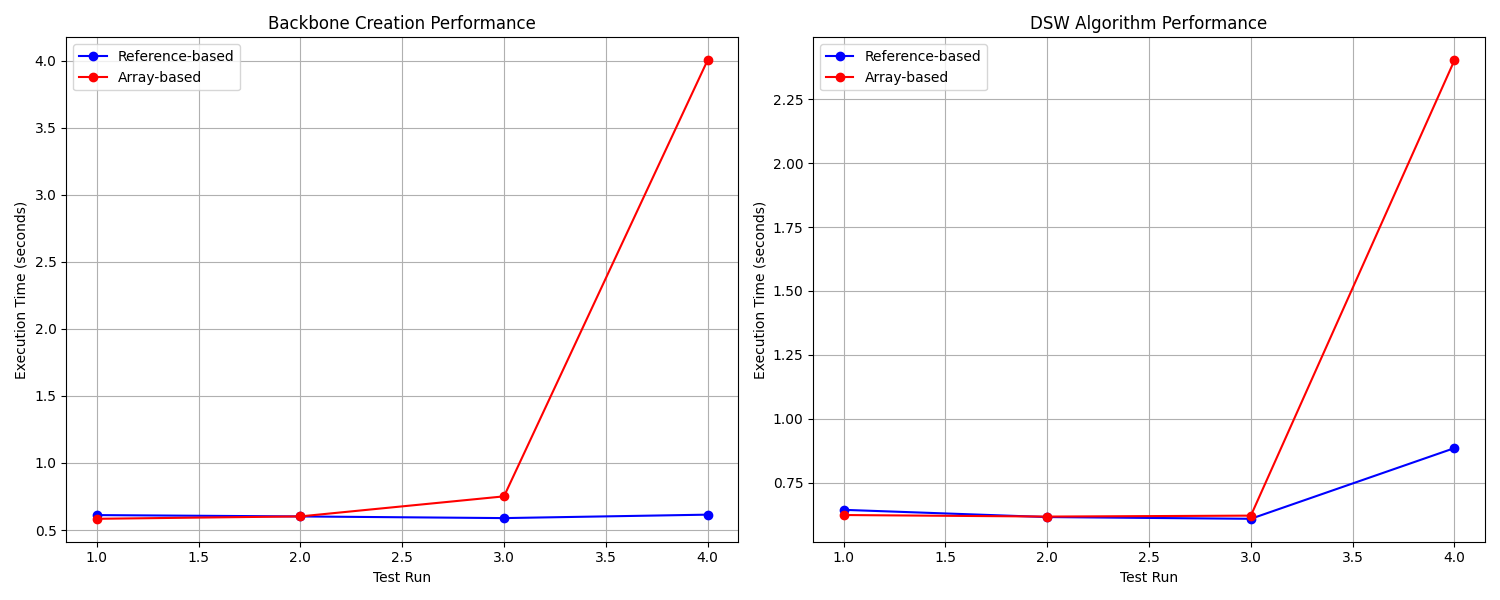 Backbone Creation Performance
Reference-based
Array-based
4.0
3.5
3.0
2.5
2.0
1.5
1.0
0.5
Execution Time (seconds)
1.0 1.5 2.0 2.5 3.0 3.5 4.0
Test Run
DSW Algorithm Performance
Reference-based
Array-based
2.25
2.00
1.75
1.50
1.25
1.00
0.75
Execution Time (seconds)
1.0 1.5 2.0 2.5 3.0 3.5 4.0
Test Run